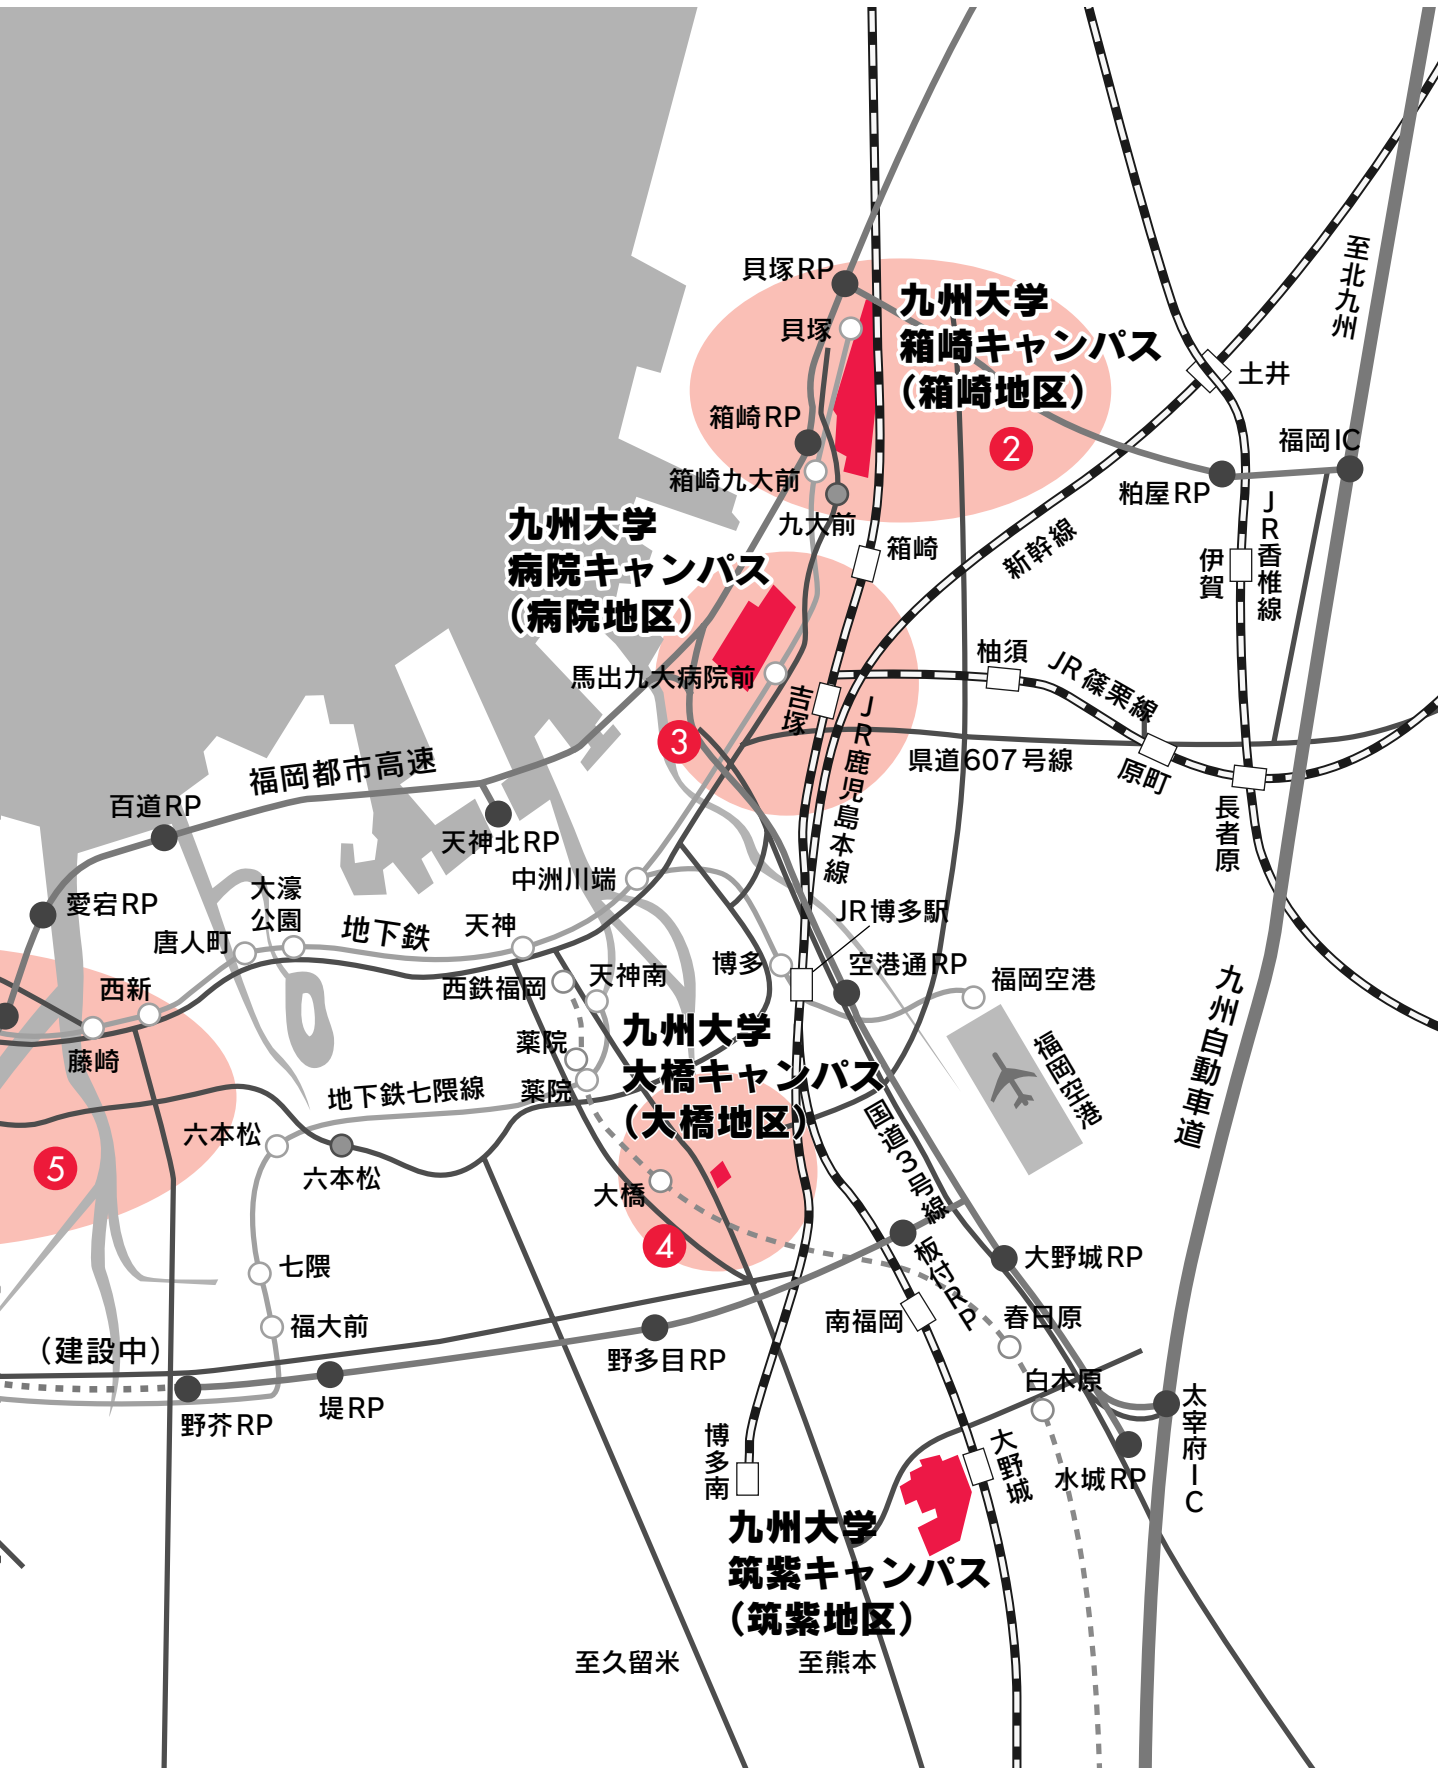 至北九州
貝塚RP
九州大学
箱崎キャンパス
（箱崎地区）
貝塚
土井
箱崎RP
2
福岡IC
箱崎九大前
粕屋RP
九大前
JR香椎線
九州大学
病院キャンパス
（病院地区）
箱崎
新幹線
伊賀
柚須
JR篠栗線
馬出九大病院前
吉塚
JR鹿児島本線
3
県道607号線
原町
福岡都市高速
百道RP
天神北RP
長者原
中洲川端
大濠
公園
愛宕RP
JR博多駅
地下鉄
天神
唐人町
博多
空港通RP
西新
西鉄福岡
天神南
福岡空港
九州自動車道
九州大学
大橋キャンパス
（大橋地区）
藤崎
薬院
福岡空港
薬院
地下鉄七隈線
六本松
国道3号線
5
六本松
大橋
4
板付RP
大野城RP
七隈
南福岡
春日原
福大前
（建設中）
野多目RP
白木原
堤RP
野芥RP
太宰府IC
博多南
大野城
水城RP
九州大学
筑紫キャンパス
（筑紫地区）
至久留米
至熊本